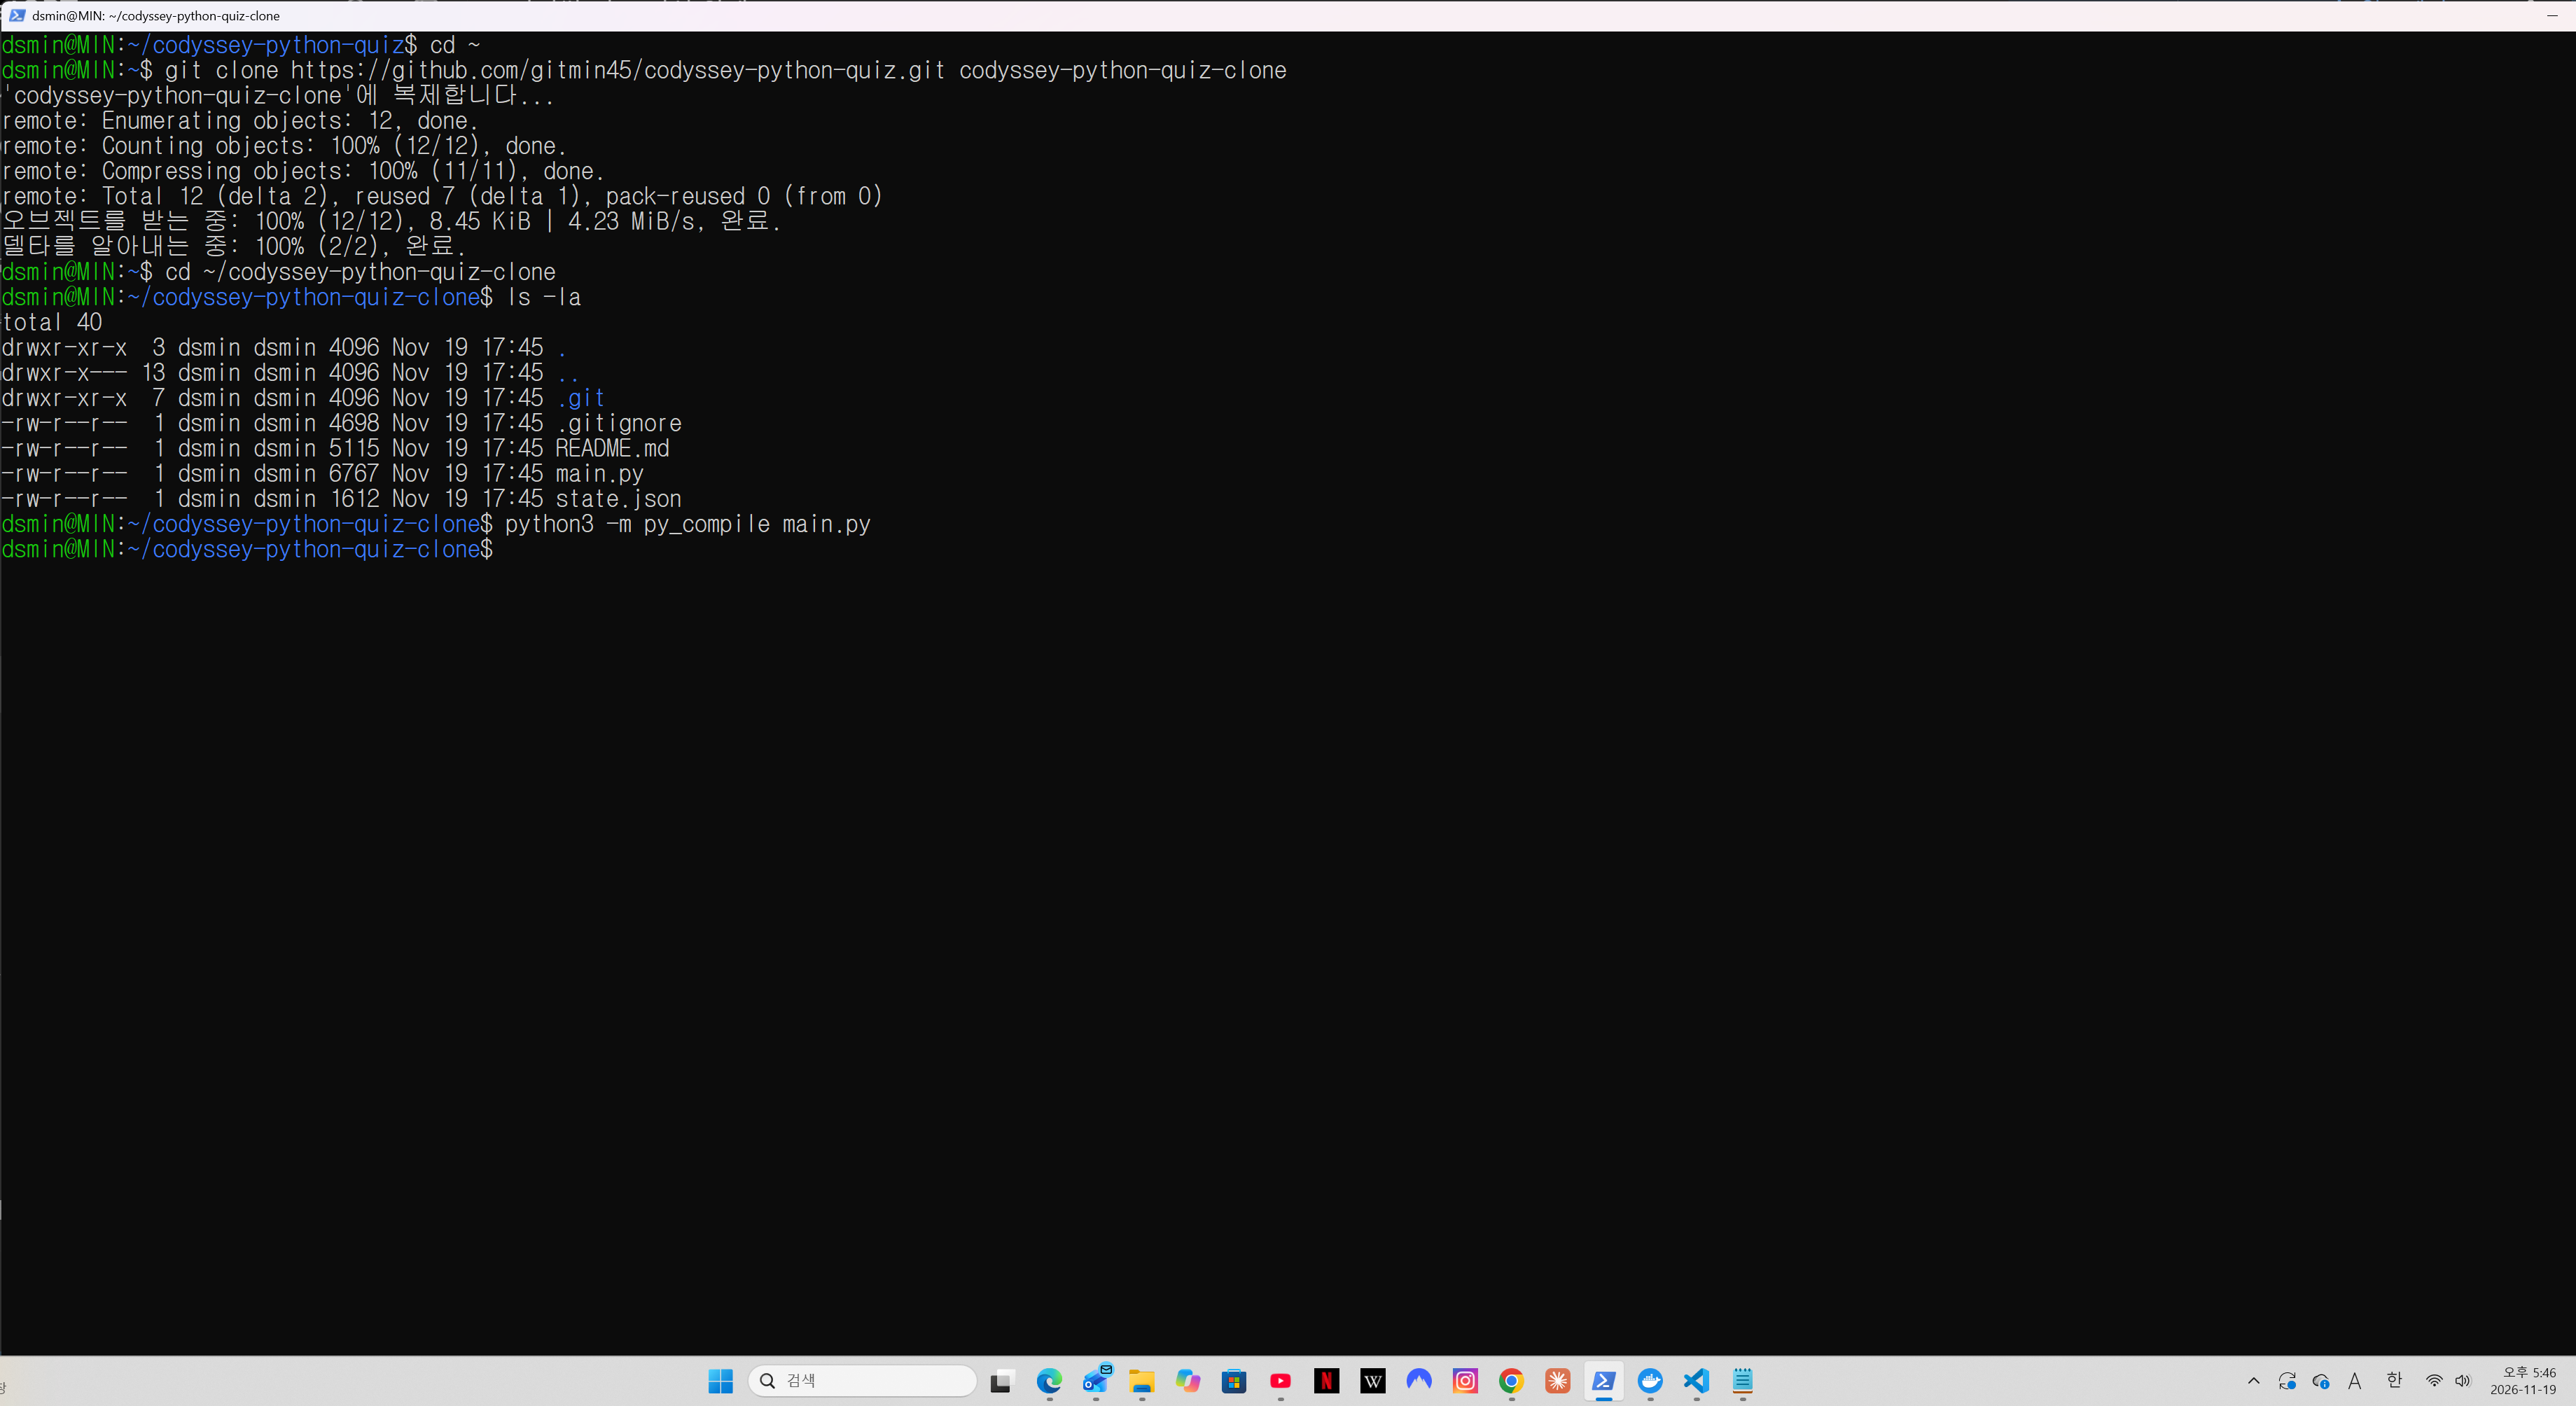 dsmin@MIN: ~/codyssey-python-quiz-clone
dsmin@MIN:~/codyssey-python-quiz$ cd ~
dsmin@MIN:~$ git clone https://github.com/gitmin45/codyssey-python-quiz.git codyssey-python-quiz-clone
'codyssey-python-quiz-clone'에 복제합니다...
remote: Enumerating objects: 12, done.
remote: Counting objects: 100% (12/12), done.
remote: Compressing objects: 100% (11/11), done.
remote: Total 12 (delta 2), reused 7 (delta 1), pack-reused 0 (from 0)
오브젝트를 받는 중: 100% (12/12), 8.45 KiB | 4.23 MiB/s, 완료.
델타를 알아내는 중: 100% (2/2), 완료.
dsmin@MIN:~$ cd ~/codyssey-python-quiz-clone
dsmin@MIN:~/codyssey-python-quiz-clone$ ls -la
total 40
drwxr-xr-x  3 dsmin dsmin 4096 Nov 19 17:45 .
drwxr-x--- 13 dsmin dsmin 4096 Nov 19 17:45 ..
drwxr-xr-x  7 dsmin dsmin 4096 Nov 19 17:45 .git
-rw-r--r--  1 dsmin dsmin 4698 Nov 19 17:45 .gitignore
-rw-r--r--  1 dsmin dsmin 5115 Nov 19 17:45 README.md
-rw-r--r--  1 dsmin dsmin 6767 Nov 19 17:45 main.py
-rw-r--r--  1 dsmin dsmin 1612 Nov 19 17:45 state.json
dsmin@MIN:~/codyssey-python-quiz-clone$ python3 -m py_compile main.py
dsmin@MIN:~/codyssey-python-quiz-clone$
검색
N
W
A
한
오후 5:46
2026-11-19